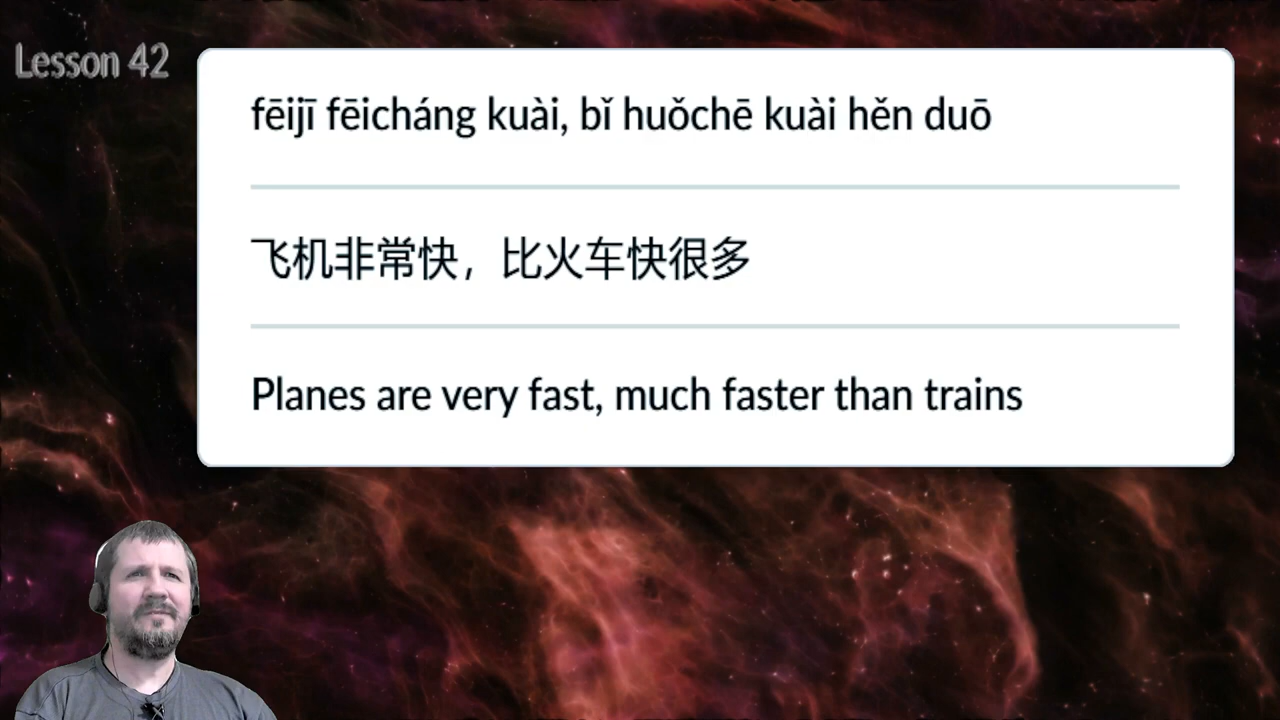 Lesson 42
fēijī fēicháng kuài, bǐ huǒchē kuài hěn duō
飞机非常快，比火车快很多
Planes are very fast, much faster than trains